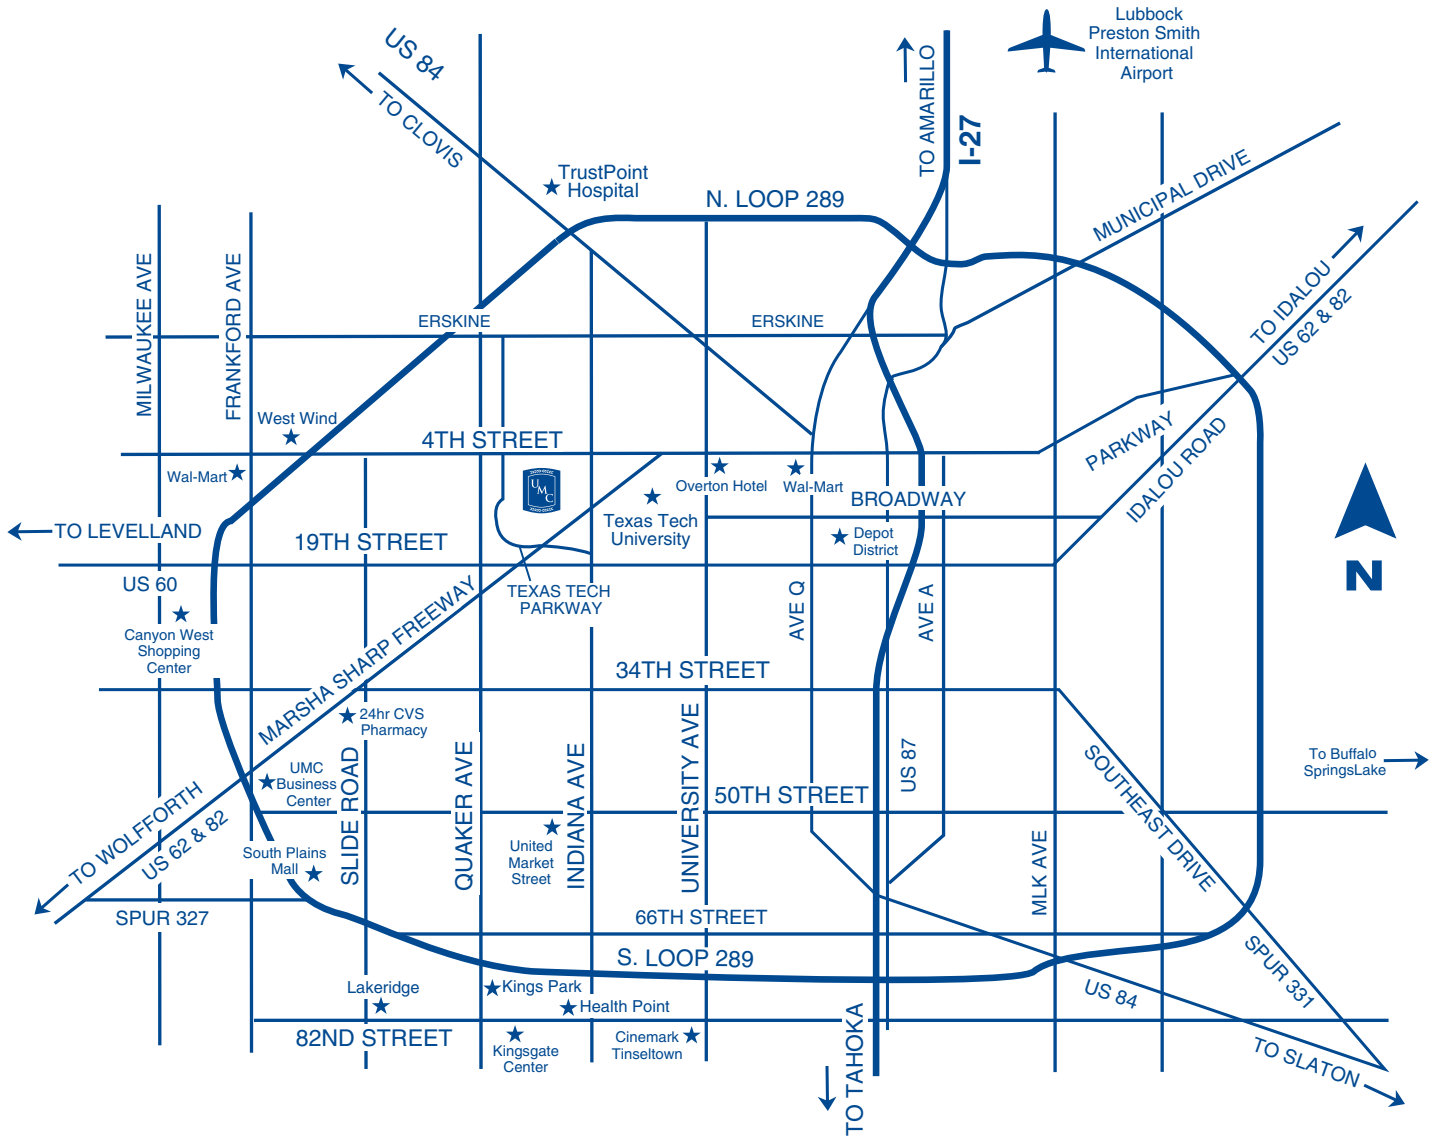 Lubbock
Preston Smith
International
Airport
US 84
TO CLOVIS
TO AMARILLO
I-27
TrustPoint
Hospital
N. LOOP 289
MUNICIPAL DRIVE
MILWAUKEE AVE
FRANKFORD AVE
ERSKINE
ERSKINE
TO IDALOU
US 62 & 82
West Wind
4TH STREET
PARKWAY
IDALOU ROAD
Wal-Mart
UMC
Overton Hotel
Wal-Mart
BROADWAY
TO LEVELLAND
19TH STREET
Texas Tech
University
Depot
District
US 60
TEXAS TECH
PARKWAY
AVE Q
AVE A
N
Canyon West
Shopping
Center
MARSHA SHARP FREEWAY
34TH STREET
24hr CVS
Pharmacy
UMC
Business
Center
SLIDE ROAD
QUAKER AVE
INDIANA AVE
UNIVERSITY AVE
US 87
SOUTHEAST DRIVE
To Buffalo
SpringsLake
50TH STREET
TO WOLFFORTH
US 62 & 82
South Plains
Mall
United
Market
Street
MLK AVE
SPUR 327
66TH STREET
S. LOOP 289
SPUR 331
Lakeridge
Kings Park
Health Point
US 84
82ND STREET
Kingsgate
Center
Cinemark
Tinseltown
TO TAHOKA
TO SLATON